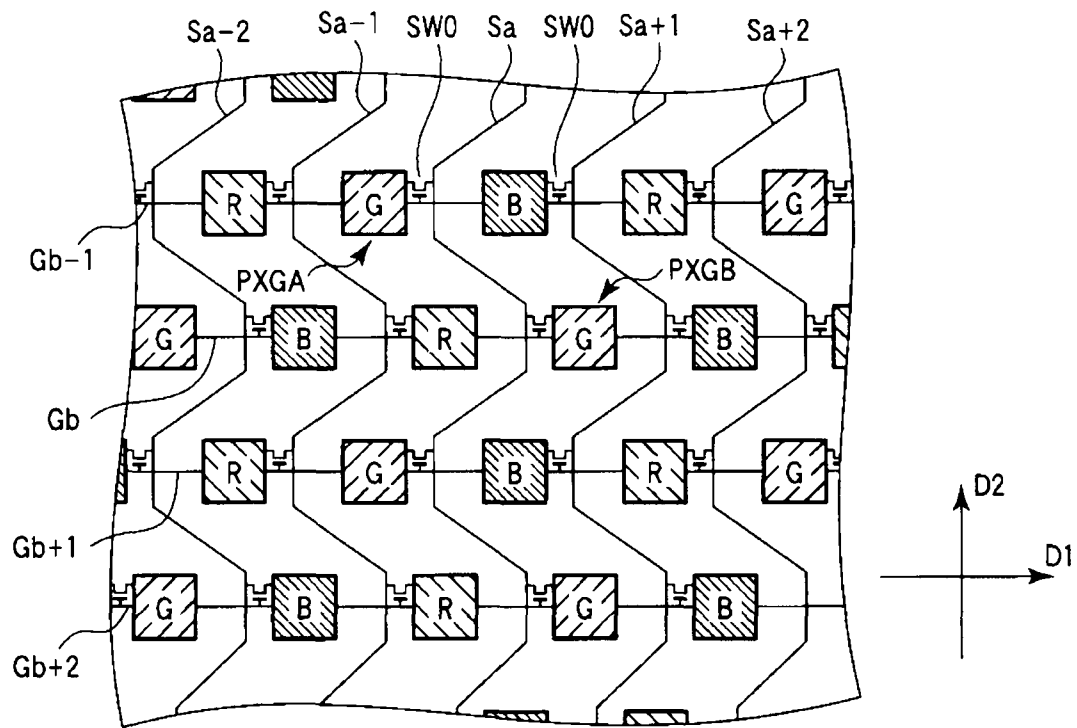 Sa-2 Sa-1 SW0 Sa SW0 Sa+1 Sa+2
R G B R G
Gb-1
PXGA PXGB
G B R G B
Gb
R G B R G
D2
Gb+1
D1
G B R G B
Gb+2